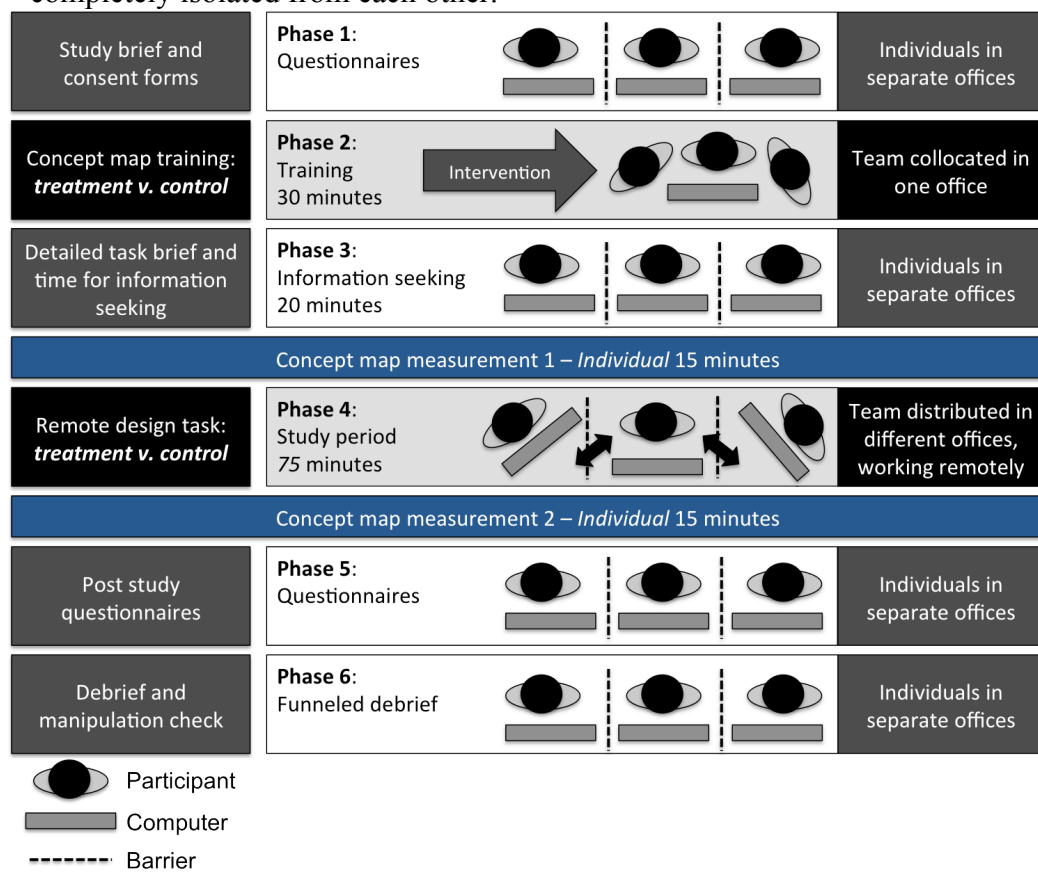 completely isolated from each other.
Study brief and
consent forms
Phase 1:
Questionnaires
Individuals in
separate offices
Concept map training:
treatment v. control
Phase 2:
Training
30 minutes
Intervention
Team collocated in
one office
Detailed task brief and
time for information
seeking
Phase 3:
Information seeking
20 minutes
Individuals in
separate offices
Concept map measurement 1 – Individual 15 minutes
Remote design task:
treatment v. control
Phase 4:
Study period
75 minutes
Team distributed in
different offices,
working remotely
Concept map measurement 2 – Individual 15 minutes
Post study
questionnaires
Phase 5:
Questionnaires
Individuals in
separate offices
Debrief and
manipulation check
Phase 6:
Funneled debrief
Individuals in
separate offices
Participant
Computer
Barrier